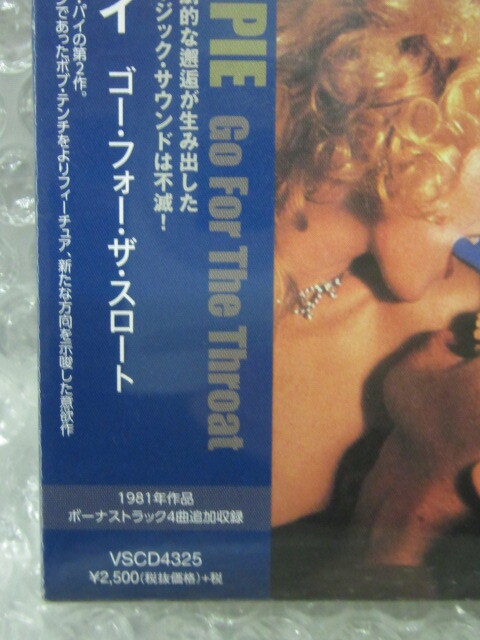 PIE Go For The Throat
的な邂逅が生み出した
ジック・サウンドは不滅!
ィ ゴー・フォー・ザ・スロート
・パイの第2作。
であったボブ・テンチをよりフィーチュア、新たな方向を示唆した意欲作
1981年作品
ボーナストラック4曲追加収録
VSCD4325
¥2,500(税抜価格)+税